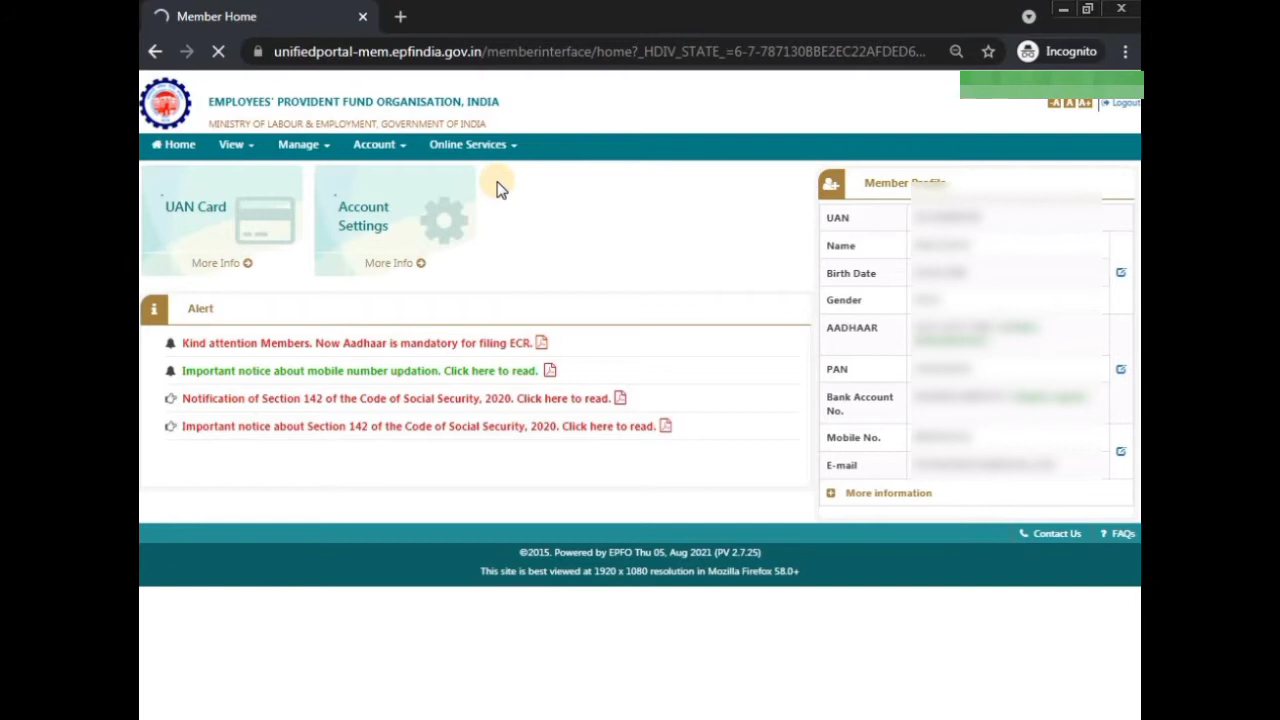 Member Home
unifiedportal-mem.epfindia.gov.in/memberinterface/home?_HDIV_STATE_=6-7-787130BBE2EC22AFDED6...
Incognito
EMPLOYEES' PROVIDENT FUND ORGANISATION, INDIA
MINISTRY OF LABOUR & EMPLOYMENT, GOVERNMENT OF INDIA
-A A A+ Logout
Home View Manage Account Online Services
UAN Card
More Info
Account
Settings
More Info
Alert
Kind attention Members. Now Aadhaar is mandatory for filing ECR.
Important notice about mobile number updation. Click here to read.
Notification of Section 142 of the Code of Social Security, 2020. Click here to read.
Important notice about Section 142 of the Code of Social Security, 2020. Click here to read.
Member Profile
UAN
Name
Birth Date
Gender
AADHAAR
PAN
Bank Account
No.
Mobile No.
E-mail
More information
Contact Us ? FAQs
©2015. Powered by EPFO Thu 05, Aug 2021 (PV 2.7.25)
This site is best viewed at 1920 x 1080 resolution in Mozilla Firefox 58.0+